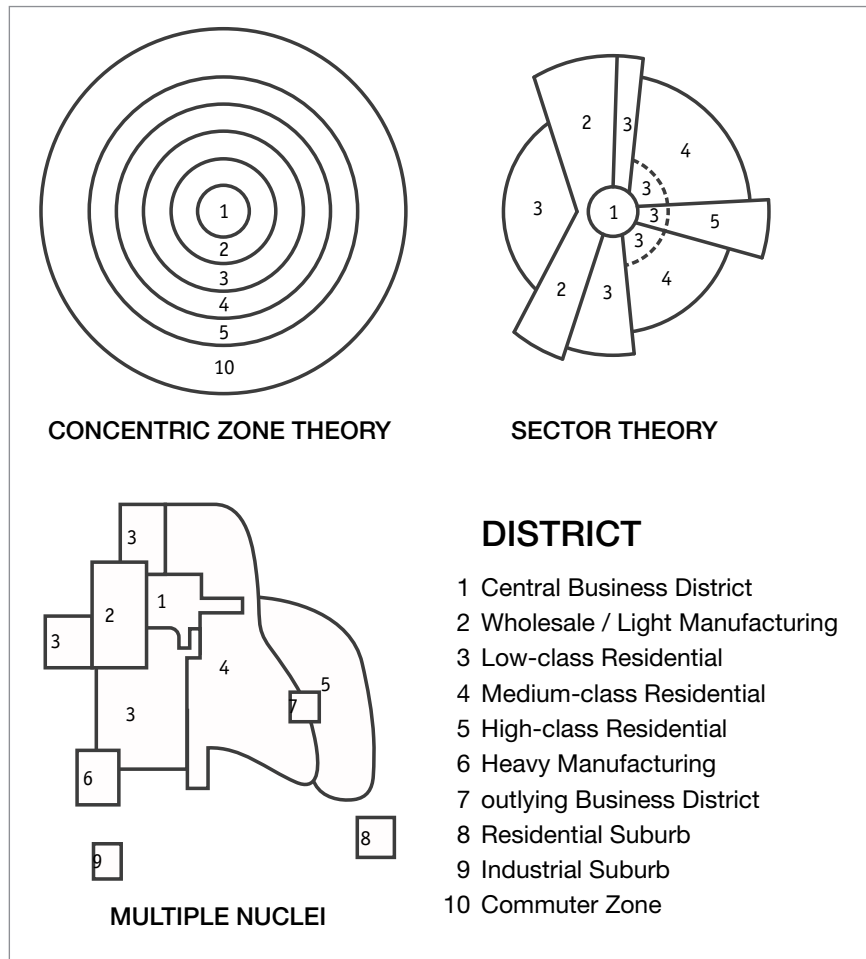 1
2
3
4
5
10
CONCENTRIC ZONE THEORY
2
3
4
3
3
1
3
5
3
2
3
4
SECTOR THEORY
3
1
2
3
4
5
3
7
6
8
9
MULTIPLE NUCLEI
DISTRICT
1 Central Business District
2 Wholesale / Light Manufacturing
3 Low-class Residential
4 Medium-class Residential
5 High-class Residential
6 Heavy Manufacturing
7 outlying Business District
8 Residential Suburb
9 Industrial Suburb
10 Commuter Zone